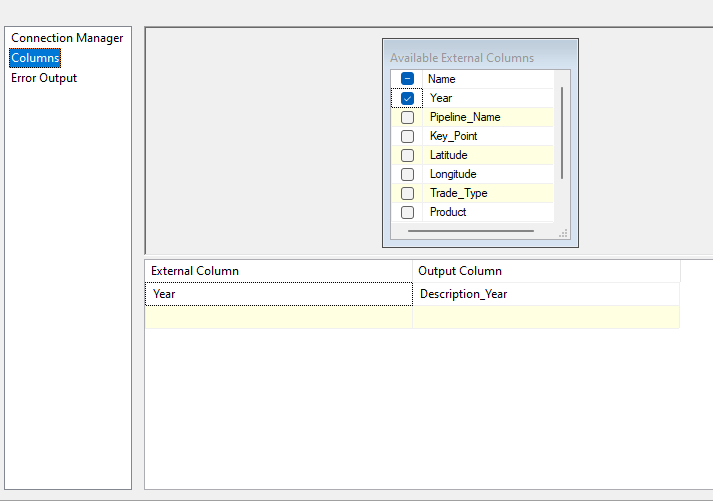 Connection Manager
Columns
Error Output
Available External Columns
Name
Year
Pipeline_Name
Key_Point
Latitude
Longitude
Trade_Type
Product
External Column Output Column
Year Description_Year